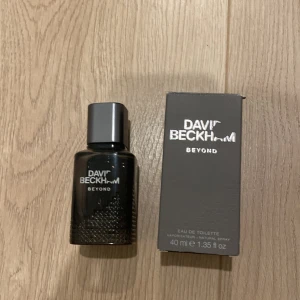 DAVID
BECKHAM
BEYOND
DAVID
BECKHAM
BEYOND
EAU DE TOILETTE
40 ml e 1.35 fl oz